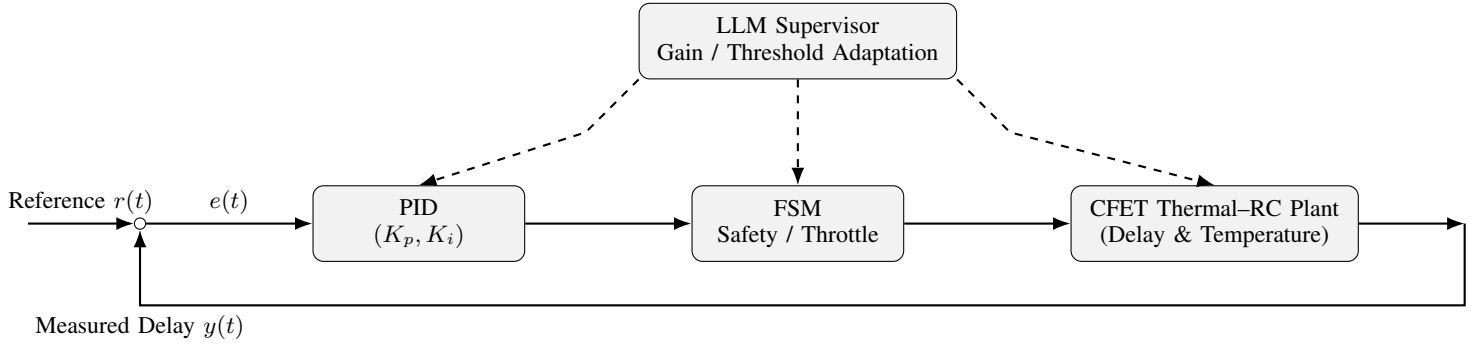 LLM Supervisor
Gain / Threshold Adaptation
Reference r(t)
e(t)
PID
(K_p, K_i)
FSM
Safety / Throttle
CFET Thermal–RC Plant
(Delay & Temperature)
Measured Delay y(t)